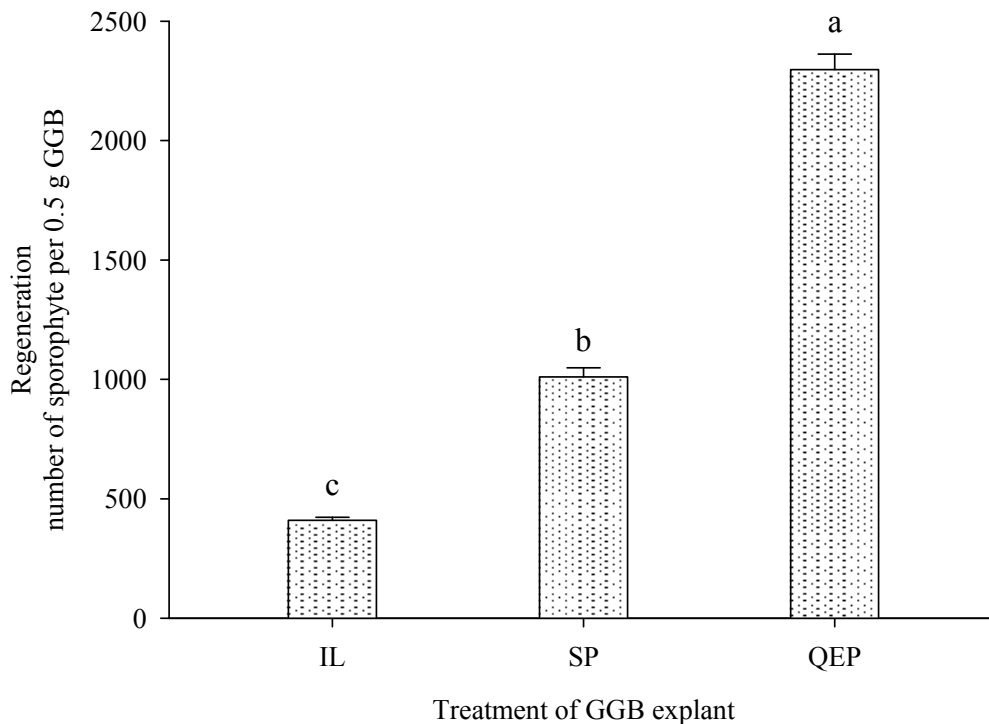 Regeneration
number of sporophyte per 0.5 g GGB
2500
2000
1500
1000
500
0
c
b
a
IL SP QEP
Treatment of GGB explant